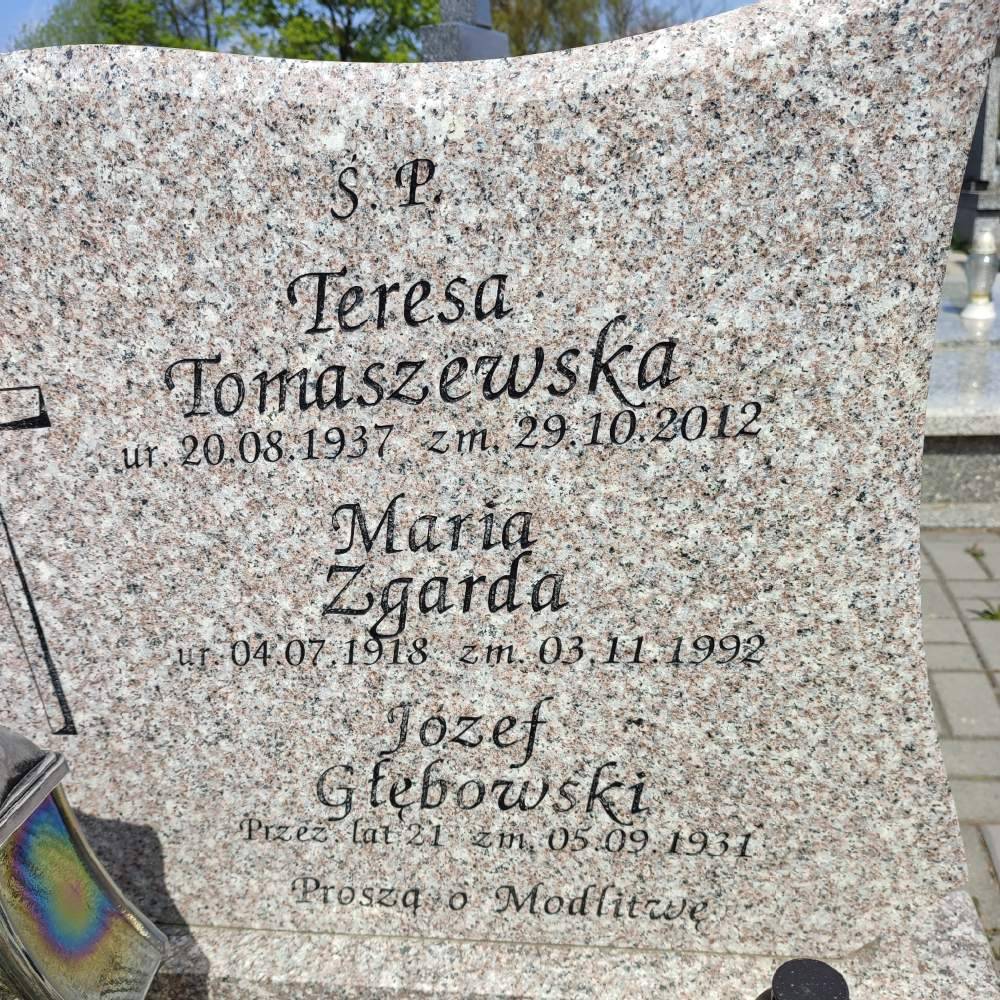 Ś. P.
Teresa
Tomaszewska
ur. 20.08.1937 zm. 29.10.2012
Maria
Zgarda
ur. 04.07.1918 zm. 03.11.1992
Józef
Głębowski
Przez lat 21 zm. 05.09.1931
Proszą o Modlitwę